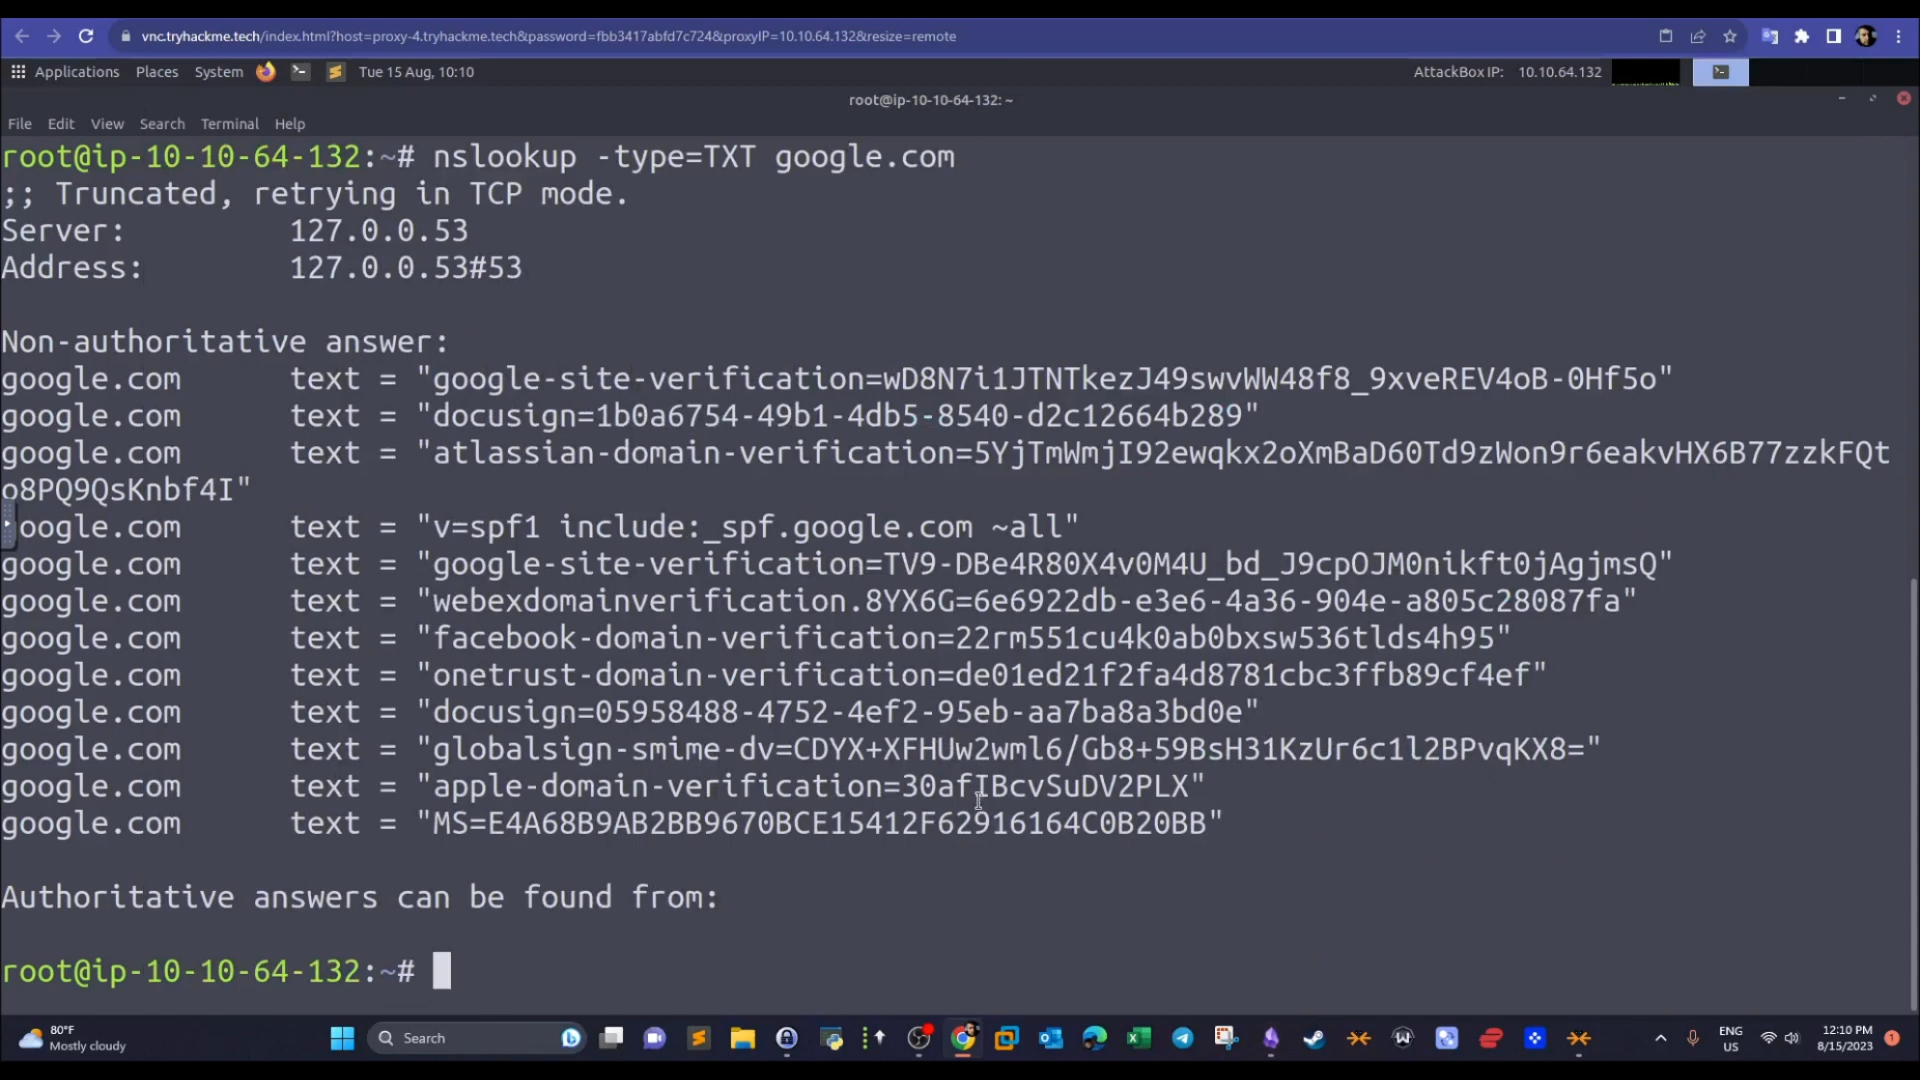 vnc.tryhackme.tech/index.html?host=proxy-4.tryhackme.tech&password=fbb3417abfd7c724&proxyIP=10.10.64.132&resize=remote
Applications Places System Tue 15 Aug, 10:10 AttackBox IP: 10.10.64.132
root@ip-10-10-64-132: ~
File Edit View Search Terminal Help
root@ip-10-10-64-132:~# nslookup -type=TXT google.com
;; Truncated, retrying in TCP mode.
Server: 127.0.0.53
Address: 127.0.0.53#53
Non-authoritative answer:
google.com text = "google-site-verification=wD8N7i1JTNTkezJ49swvWW48f8_9xveREV4oB-0Hf5o"
google.com text = "docusign=1b0a6754-49b1-4db5-8540-d2c12664b289"
google.com text = "atlassian-domain-verification=5YjTmWmjI92ewqkx2oXmBaD60Td9zWon9r6eakvHX6B77zzkFQt
o8PQ9QsKnbf4I"
google.com text = "v=spf1 include:_spf.google.com ~all"
google.com text = "google-site-verification=TV9-DBe4R80X4v0M4U_bd_J9cpOJM0nikft0jAgjmsQ"
google.com text = "webexdomainverification.8YX6G=6e6922db-e3e6-4a36-904e-a805c28087fa"
google.com text = "facebook-domain-verification=22rm551cu4k0ab0bxsw536tlds4h95"
google.com text = "onetrust-domain-verification=de01ed21f2fa4d8781cbc3ffb89cf4ef"
google.com text = "docusign=05958488-4752-4ef2-95eb-aa7ba8a3bd0e"
google.com text = "globalsign-smime-dv=CDYX+XFHUw2wml6/Gb8+59BsH31KzUr6c1l2BPvqKX8="
google.com text = "apple-domain-verification=30afIBcvSuDV2PLX"
google.com text = "MS=E4A68B9AB2BB9670BCE15412F62916164C0B20BB"
Authoritative answers can be found from:
root@ip-10-10-64-132:~#
80°F
Mostly cloudy
Search
ENG
US
12:10 PM
8/15/2023
1